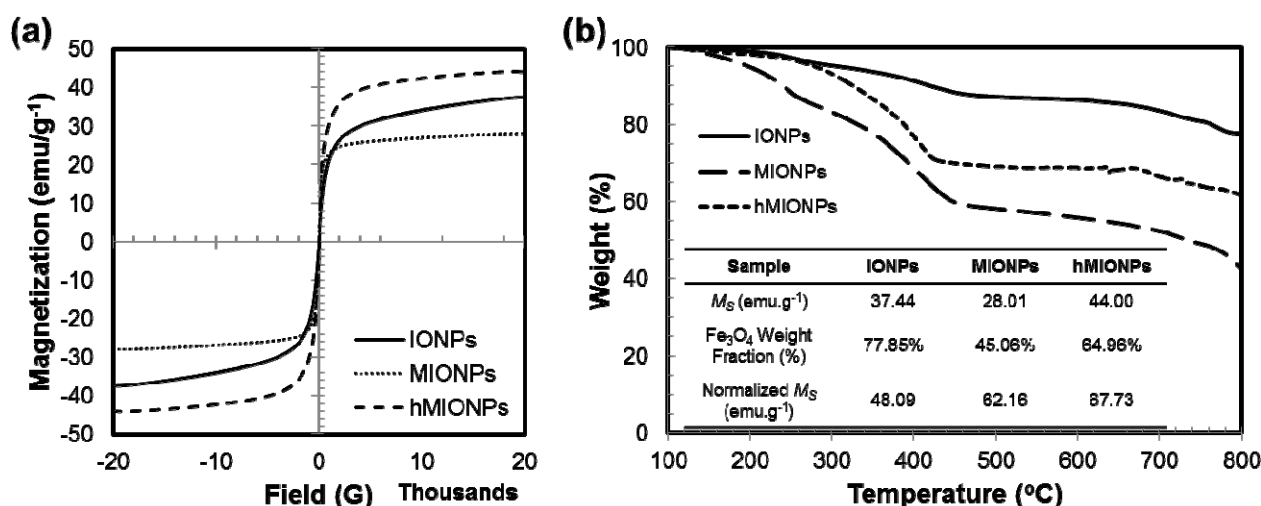 (a)
50
40
30
20
10
0
-10
-20
-30
-40
-50
Magnetization (emu/g⁻¹)
IONPs
MIONPs
hMIONPs
-20 -10 0 10 20
Field (G) Thousands
(b)
100
80
60
40
20
0
Weight (%)
IONPs
MIONPs
hMIONPs
Sample IONPs MIONPs hMIONPs
Mₛ (emu.g⁻¹) 37.44 28.01 44.00
Fe₃O₄ Weight
Fraction (%) 77.85% 45.06% 64.96%
Normalized Mₛ
(emu.g⁻¹) 48.09 62.16 67.73
100 200 300 400 500 600 700 800
Temperature (ºC)